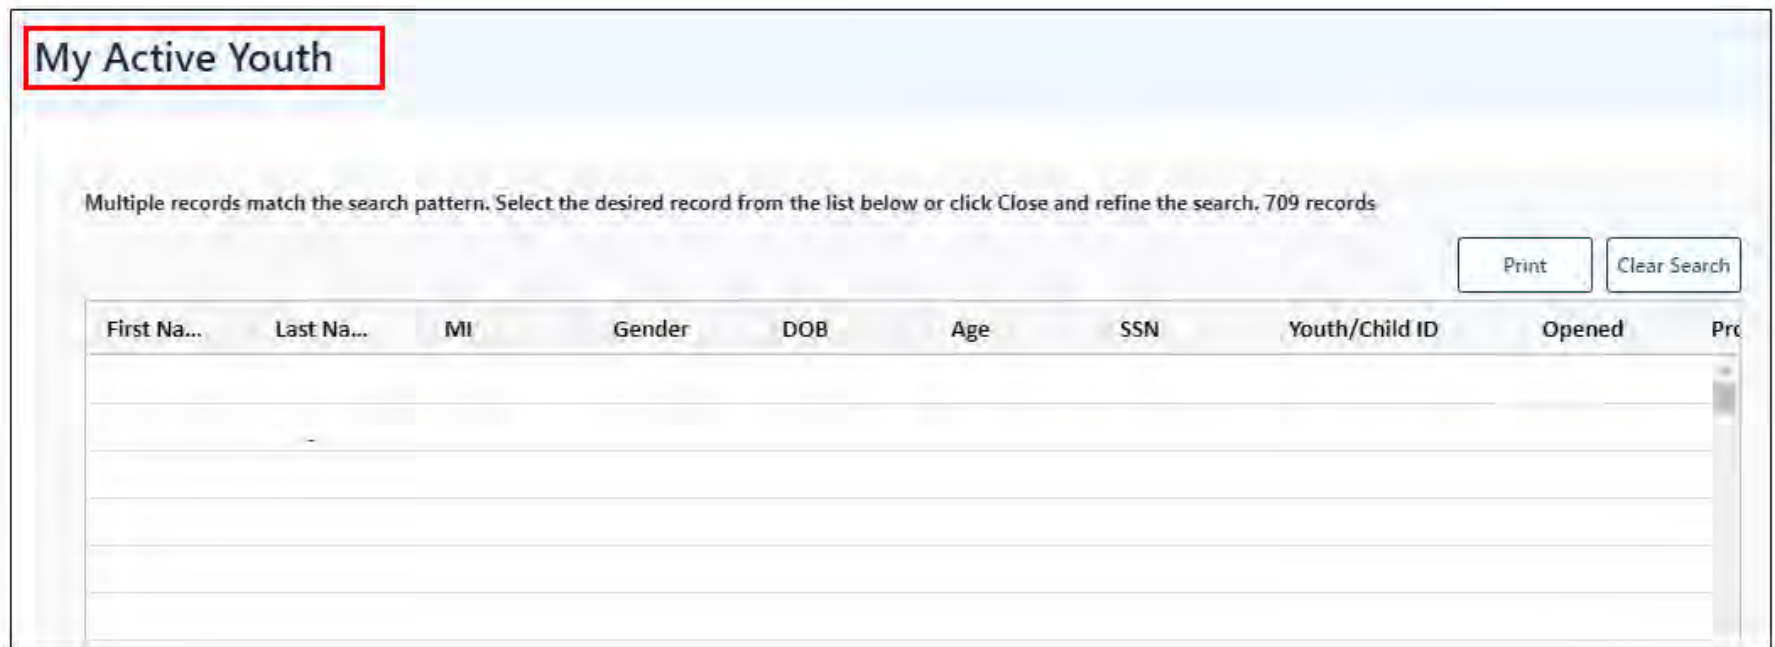 My Active Youth
Multiple records match the search pattern. Select the desired record from the list below or click Close and refine the search. 709 records
Print Clear Search
First Na... Last Na... MI Gender DOB Age SSN Youth/Child ID Opened Pro